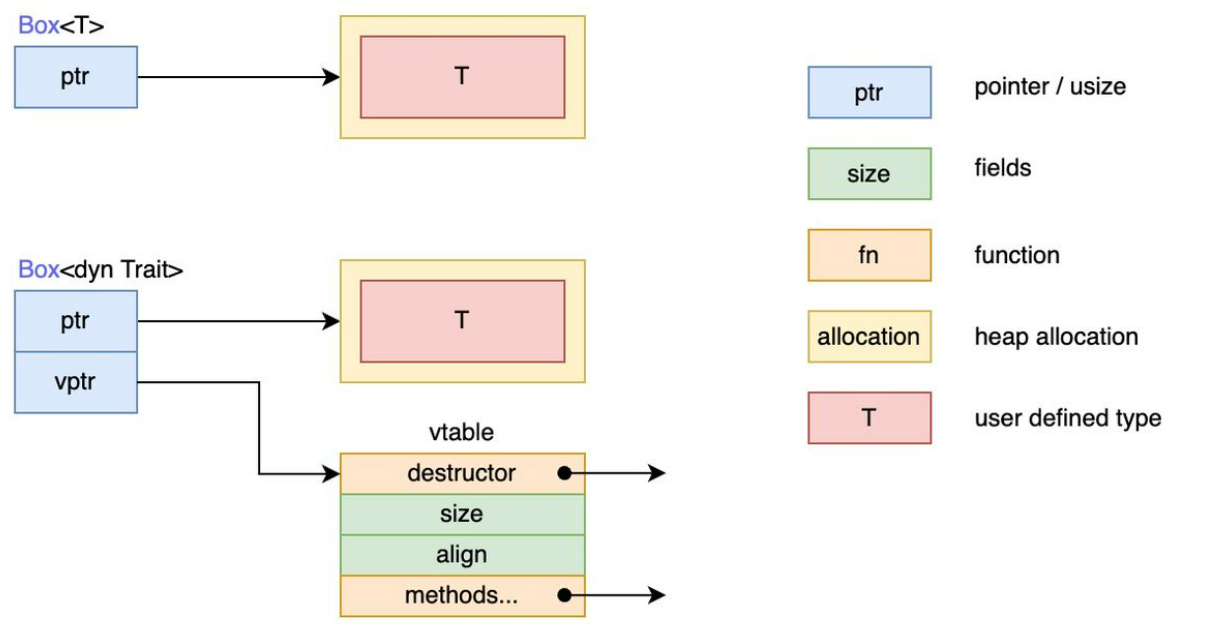 Box<T>
ptr
T
Box<dyn Trait>
ptr
T
vptr
vtable
destructor
size
align
methods...
ptr pointer / usize
size fields
fn function
allocation heap allocation
T user defined type